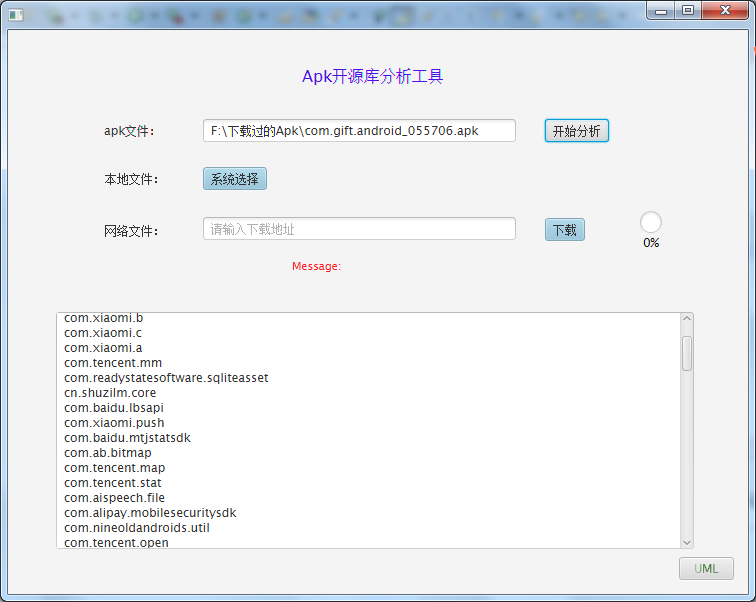 Apk开源库分析工具
apk文件： F:\下载过的Apk\com.gift.android_055706.apk 开始分析
本地文件： 系统选择
网络文件： 请输入下载地址 下载 0%
Message:
com.xiaomi.b
com.xiaomi.c
com.xiaomi.a
com.tencent.mm
com.readystatesoftware.sqliteasset
cn.shuzilm.core
com.baidu.lbsapi
com.xiaomi.push
com.baidu.mtjstatsdk
com.ab.bitmap
com.tencent.map
com.tencent.stat
com.aispeech.file
com.alipay.mobilesecuritysdk
com.nineoldandroids.util
com.tencent.open
UML